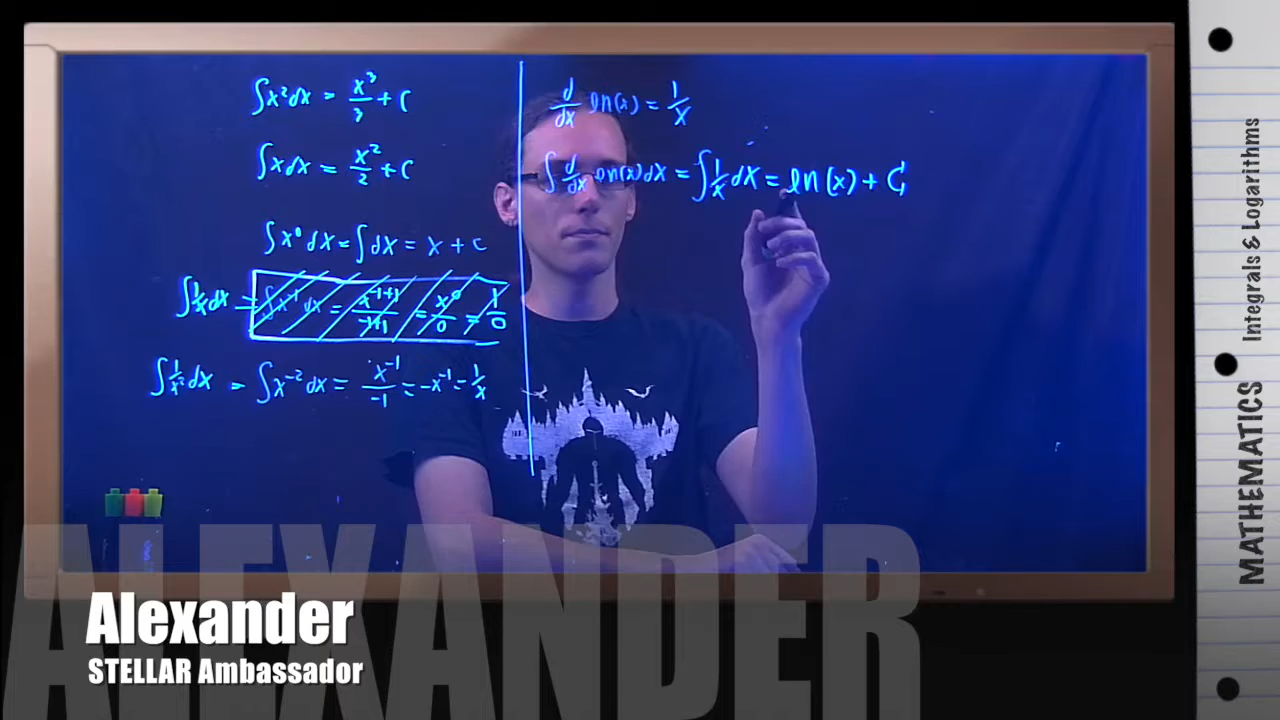 ∫x²dx = x³/3 + C
∫xdx = x²/2 + C
∫x⁰dx = ∫dx = x + C
∫1/x dx = ∫x⁻¹dx = x⁻¹⁺¹/-1+1 = x⁰/0 = 1/0
∫1/x² dx = ∫x⁻²dx = x⁻¹/-1 = -x⁻¹ = 1/x
d/dx ln(x) = 1/x
∫ d/dx ln(x)dx = ∫1/x dx = ln(x) + C
ALEXANDER
Alexander
STELLAR Ambassador
MATHEMATICS
Integrals & Logarithms